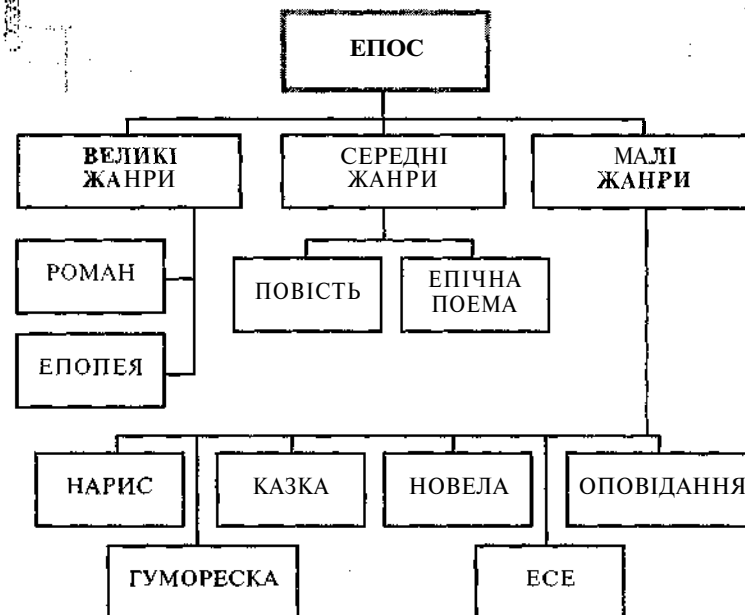 ЕПОС
ВЕЛИКІ
ЖАНРИ
СЕРЕДНІ
ЖАНРИ
МАЛІ
ЖАНРИ
РОМАН
ЕПОПЕЯ
ПОВІСТЬ
ЕПІЧНА
ПОЕМА
НАРИС
КАЗКА
НОВЕЛА
ОПОВІДАННЯ
ГУМОРЕСКА
ЕСЕ